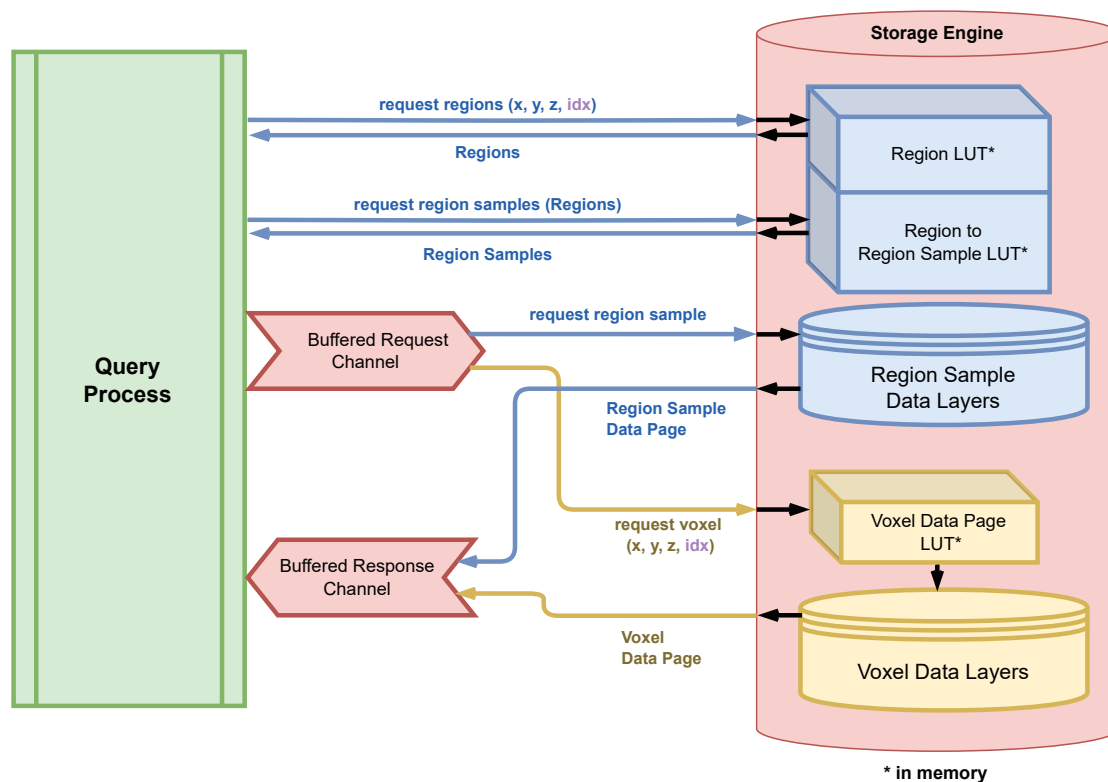 Storage Engine
request regions (x, y, z, idx)
Regions
Region LUT*
request region samples (Regions)
Region Samples
Region to
Region Sample LUT*
Query
Process
Buffered Request
Channel
request region sample
Region Sample
Data Layers
Region Sample
Data Page
request voxel
(x, y, z, idx)
Voxel Data Page
LUT*
Buffered Response
Channel
Voxel
Data Page
Voxel Data Layers
* in memory